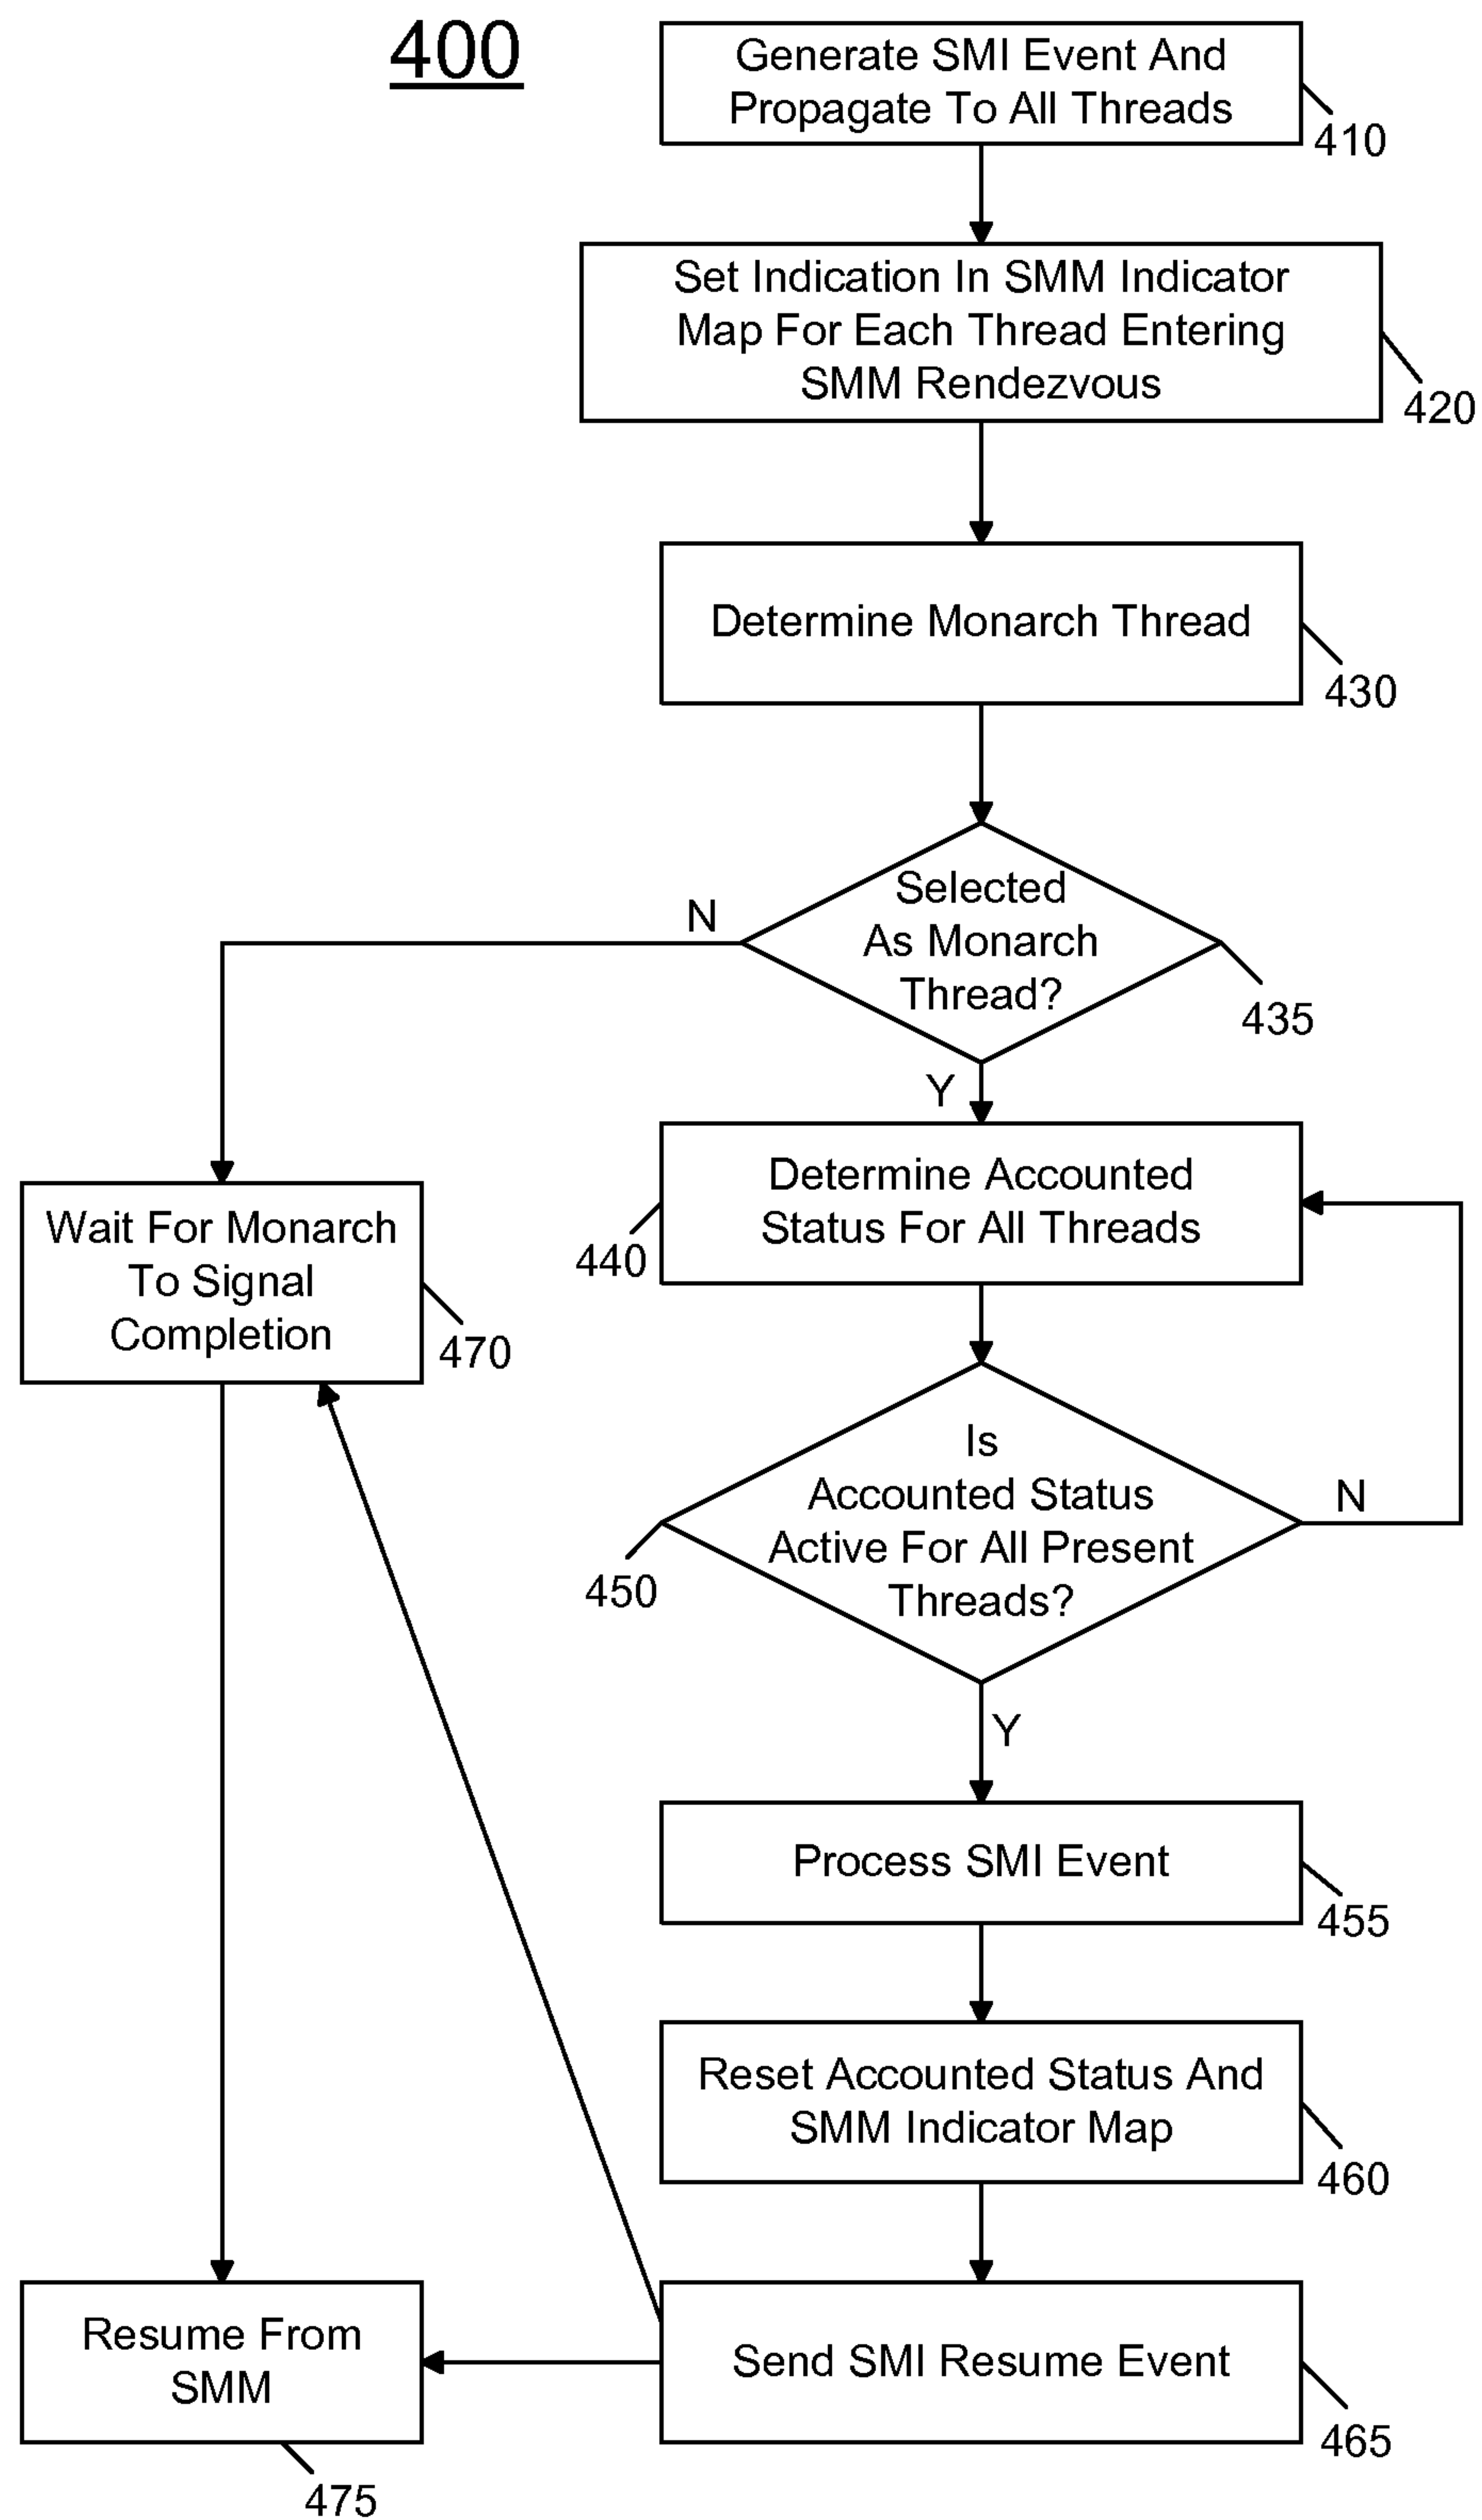 400
Generate SMI Event And
Propagate To All Threads
410
Set Indication In SMM Indicator
Map For Each Thread Entering
SMM Rendezvous
420
Determine Monarch Thread
430
Selected
As Monarch
Thread?
435
N
Y
Determine Accounted
Status For All Threads
440
Wait For Monarch
To Signal
Completion
470
Is
Accounted Status
Active For All Present
Threads?
450
N
Y
Process SMI Event
455
Reset Accounted Status And
SMM Indicator Map
460
Send SMI Resume Event
465
Resume From
SMM
475